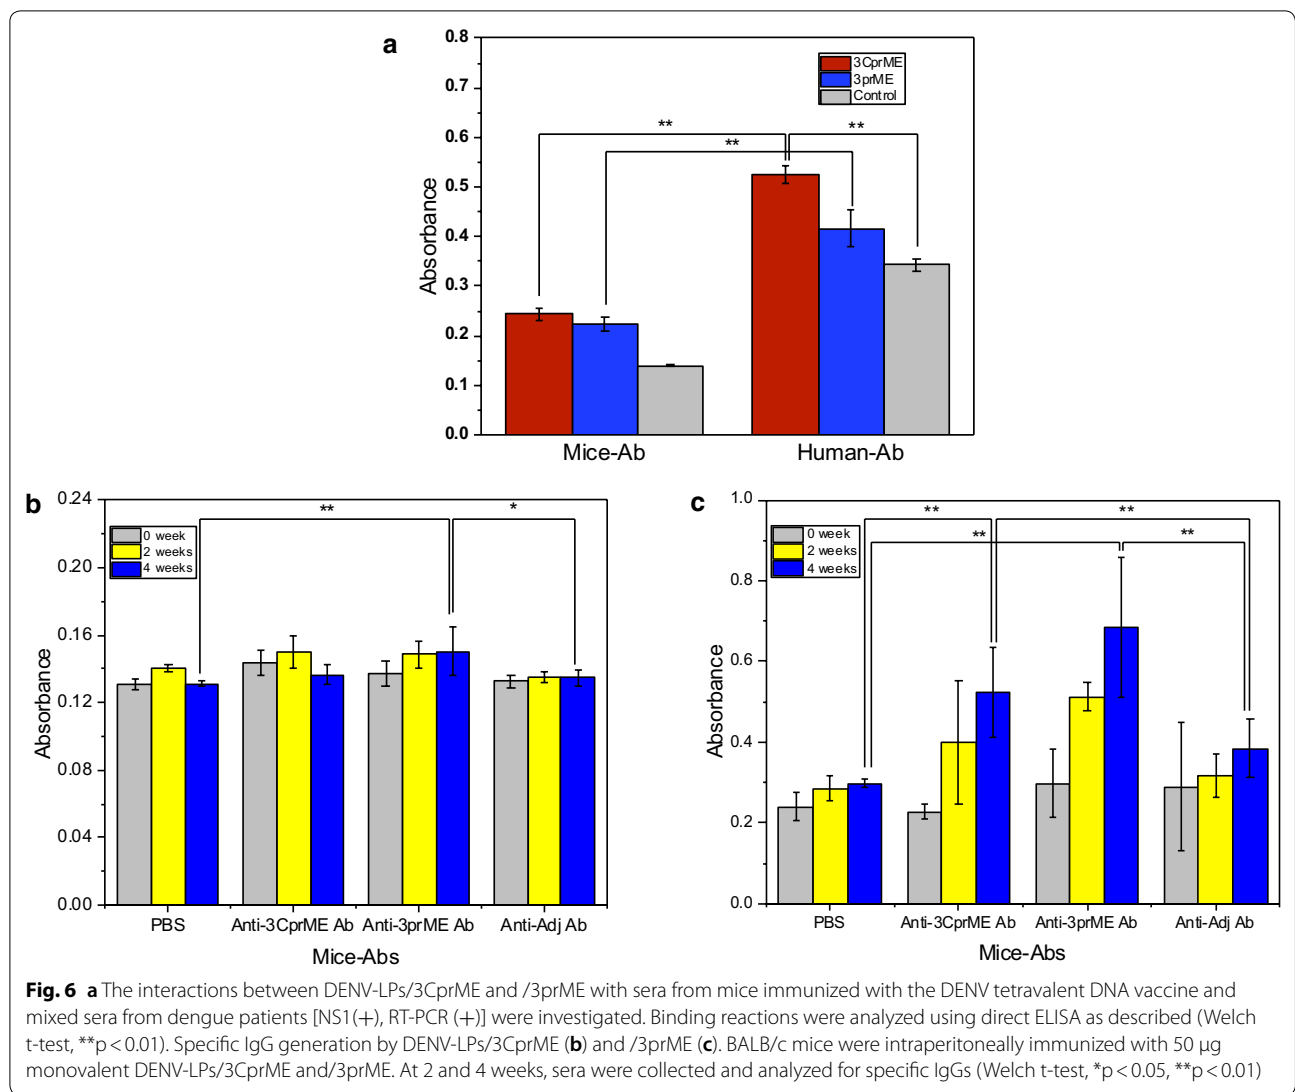 a
0.8
0.7
0.6
0.5
0.4
0.3
0.2
0.1
0.0
Absorbance
3CprME
3prME
Control
**
**
**
Mice-Ab
Human-Ab
b
0.24
0.20
0.16
0.12
0.08
0.04
0.00
Absorbance
0 week
2 weeks
4 weeks
**
*
PBS
Anti-3CprME Ab
Anti-3prME Ab
Anti-Adj Ab
Mice-Abs
c
1.0
0.8
0.6
0.4
0.2
0.0
Absorbance
0 week
2 weeks
4 weeks
**
**
**
**
PBS
Anti-3CprME Ab
Anti-3prME Ab
Anti-Adj Ab
Mice-Abs
Fig. 6 a The interactions between DENV-LPs/3CprME and /3prME with sera from mice immunized with the DENV tetravalent DNA vaccine and
mixed sera from dengue patients [NS1(+), RT-PCR (+)] were investigated. Binding reactions were analyzed using direct ELISA as described (Welch
t-test, **p < 0.01). Specific IgG generation by DENV-LPs/3CprME (b) and /3prME (c). BALB/c mice were intraperitoneally immunized with 50 µg
monovalent DENV-LPs/3CprME and/3prME. At 2 and 4 weeks, sera were collected and analyzed for specific IgGs (Welch t-test, *p < 0.05, **p < 0.01)